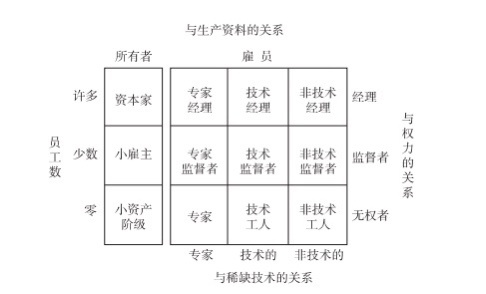 与生产资料的关系
所有者 雇 员
许多 资本家 专家 技术 非技术 经理
经理 经理 经理
员工数 少数 小雇主 专家 技术 非技术 监督者 与权力的关系
监督者 监督者 监督者
零 小资产 专家 技术 非技术 无权者
阶级 工人 工人
专家 技术的 非技术的
与稀缺技术的关系